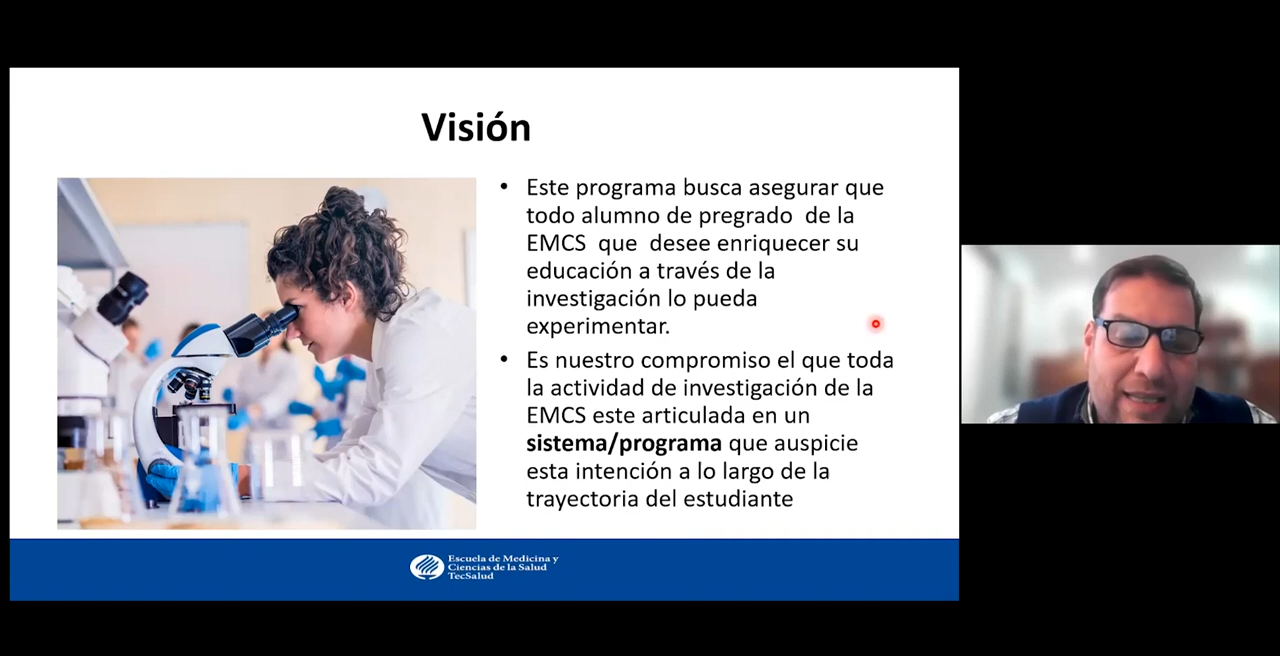 Visión
• Este programa busca asegurar que
todo alumno de pregrado de la
EMCS que desee enriquecer su
educación a través de la
investigación lo pueda
experimentar.
• Es nuestro compromiso el que toda
la actividad de investigación de la
EMCS este articulada en un
sistema/programa que auspicie
esta intención a lo largo de la
trayectoria del estudiante
Escuela de Medicina y
Ciencias de la Salud
TecSalud